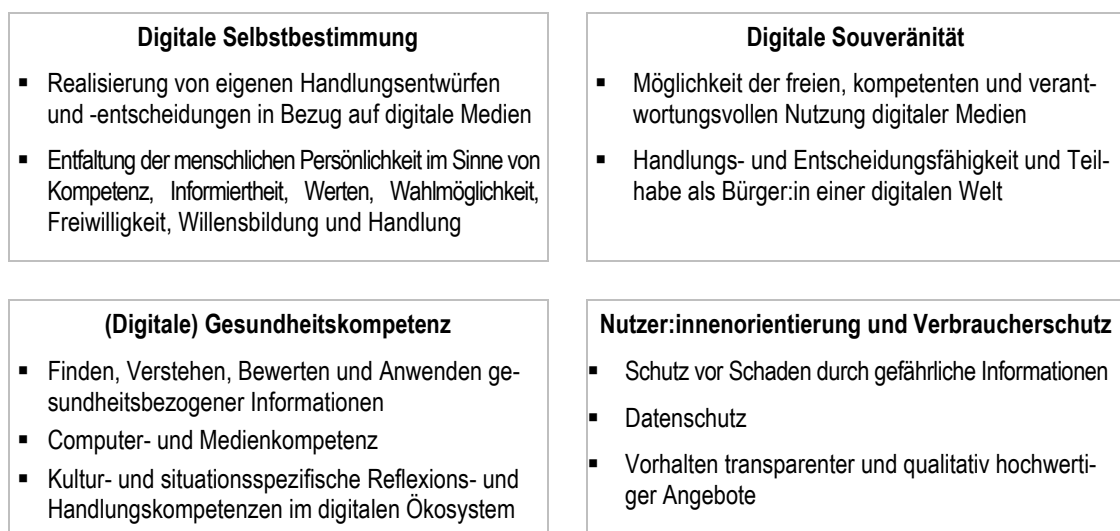 Digitale Selbstbestimmung
▪ Realisierung von eigenen Handlungsentwürfen
und -entscheidungen in Bezug auf digitale Medien
▪ Entfaltung der menschlichen Persönlichkeit im Sinne von
Kompetenz, Informiertheit, Werten, Wahlmöglichkeit,
Freiwilligkeit, Willensbildung und Handlung
Digitale Souveränität
▪ Möglichkeit der freien, kompetenten und verant-
wortungsvollen Nutzung digitaler Medien
▪ Handlungs- und Entscheidungsfähigkeit und Teil-
habe als Bürger:in einer digitalen Welt
(Digitale) Gesundheitskompetenz
▪ Finden, Verstehen, Bewerten und Anwenden ge-
sundheitsbezogener Informationen
▪ Computer- und Medienkompetenz
▪ Kultur- und situationsspezifische Reflexions- und
Handlungskompetenzen im digitalen Ökosystem
Nutzer:innenorientierung und Verbraucherschutz
▪ Schutz vor Schaden durch gefährliche Informationen
▪ Datenschutz
▪ Vorhalten transparenter und qualitativ hochwerti-
ger Angebote